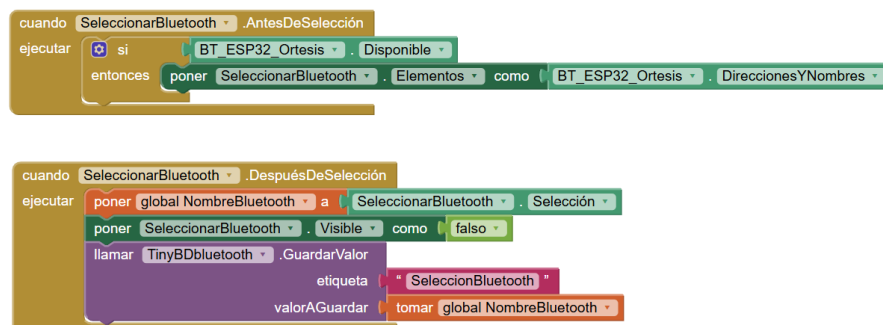 cuando SeleccionarBluetooth .AntesDeSelección
ejecutar si BT_ESP32_Ortesis . Disponible
entonces poner SeleccionarBluetooth . Elementos como BT_ESP32_Ortesis . DireccionesYNombres
cuando SeleccionarBluetooth .DespuésDeSelección
ejecutar poner global NombreBluetooth a SeleccionarBluetooth . Selección
poner SeleccionarBluetooth . Visible como falso
llamar TinyBDbluetooth .GuardarValor
etiqueta “ SeleccionBluetooth ”
valorAGuardar tomar global NombreBluetooth